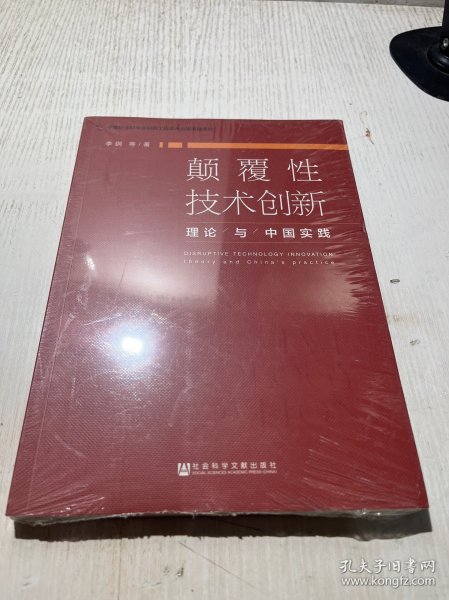 李训 等/著
颠覆性
技术创新
理论/与/中国实践
DISRUPTIVE TECHNOLOGY INNOVATION:
theory and China's practice
社会科学文献出版社
SOCIAL SCIENCES ACADEMIC PRESS (CHINA)
孔夫子旧书网
www.kongfz.com